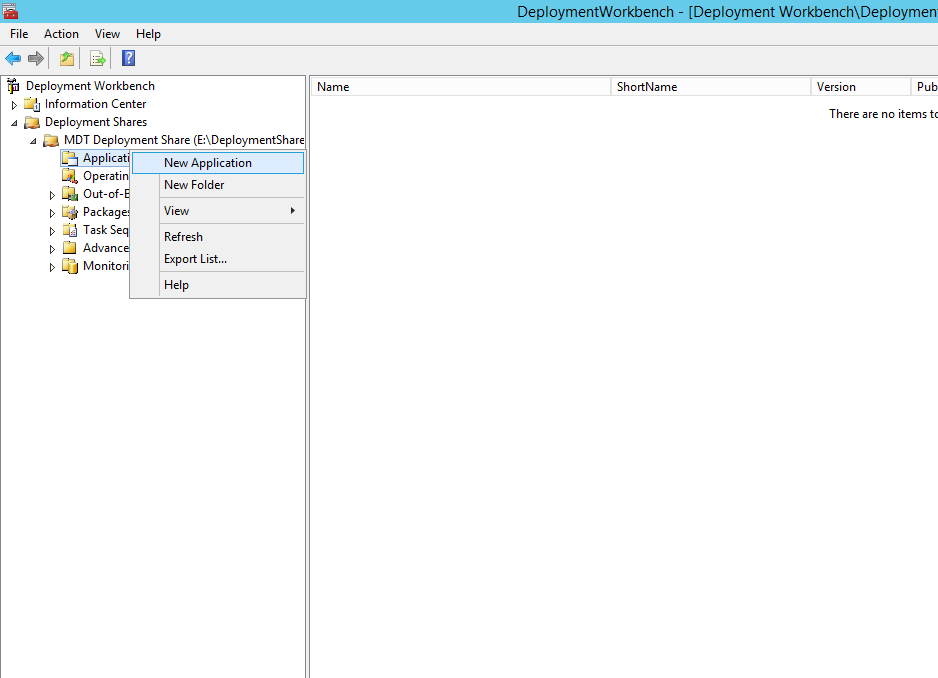 DeploymentWorkbench - [Deployment Workbench\Deploymen
File Action View Help
Deployment Workbench
Information Center
Deployment Shares
MDT Deployment Share (E:\DeploymentShare
Applicati
Operatin
Out-of-B
Packages
Task Seq
Advance
Monitori
New Application
New Folder
View
Refresh
Export List...
Help
Name ShortName Version Pub
There are no items to